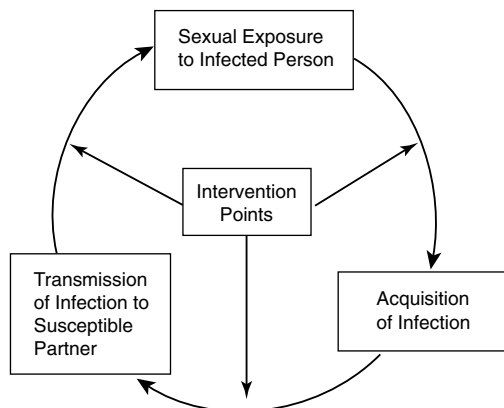 Sexual Exposure
to Infected Person
Intervention
Points
Transmission
of Infection to
Susceptible
Partner
Acquisition
of Infection